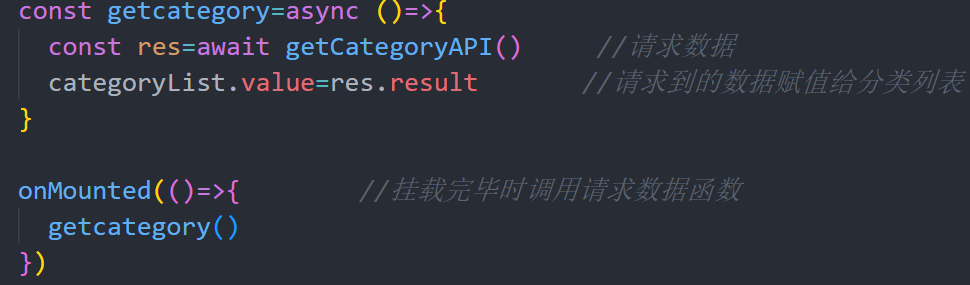 const getcategory=async ()=>{
const res=await getCategoryAPI() //请求数据
categoryList.value=res.result //请求到的数据赋值给分类列表
}
onMounted(()=>{ //挂载完毕时调用请求数据函数
getcategory()
})